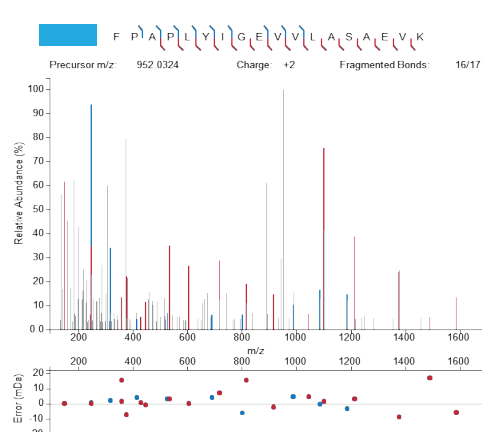 F P A P L Y I G E V V L A S A E V K
Precursor m/z: 952.0324 Charge: +2 Fragmented Bonds: 16/17
Relative Abundance (%)
100
90
80
70
60
50
40
30
20
10
0.0
200 400 600 800 1000 1200 1400 1600
m/z
200 400 600 800 1000 1200 1400 1600
Error (mDa)
20
10
0
-10
-20